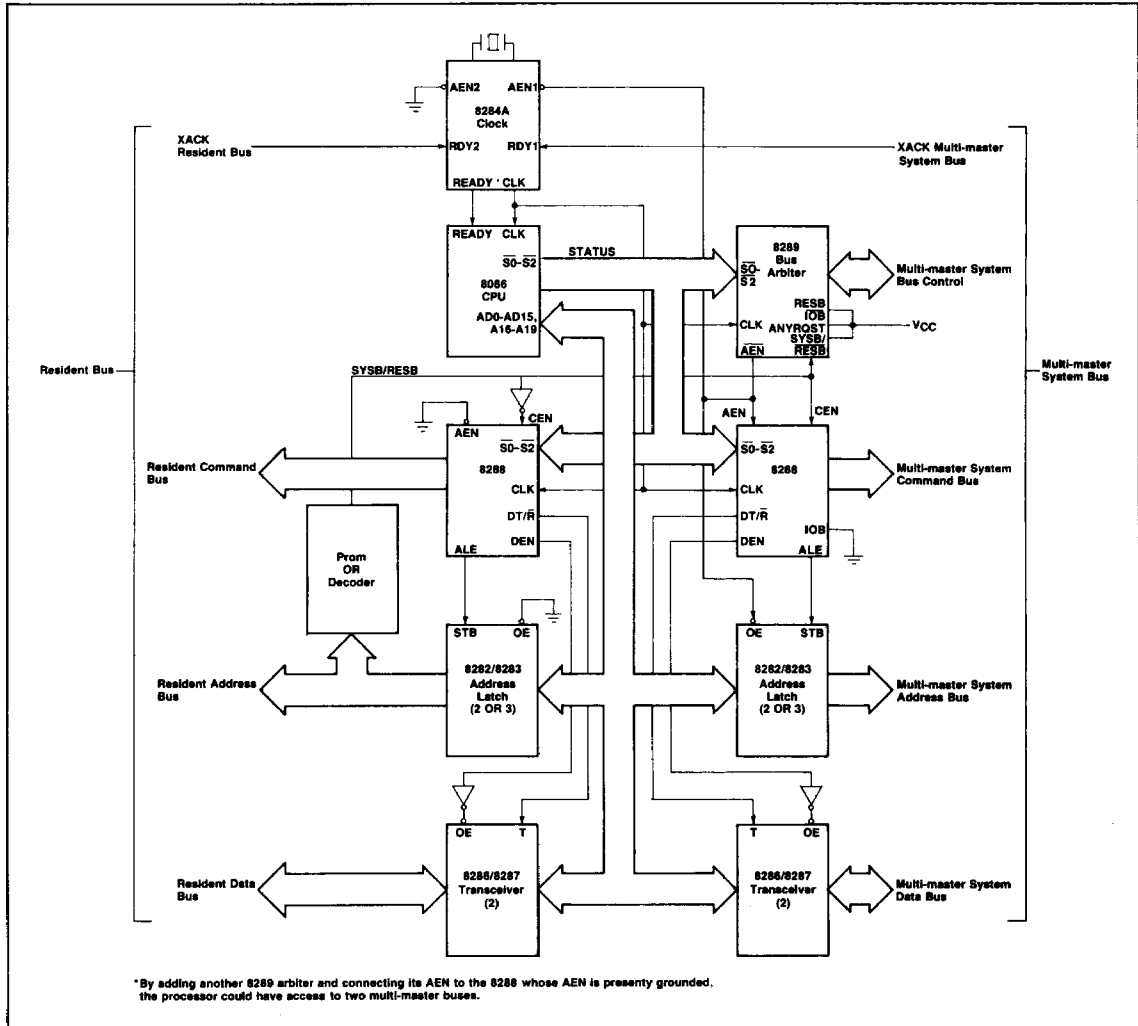 AEN2
AEN1
8284A
Clock
XACK
Resident Bus
RDY2
RDY1
XACK Multi-master
System Bus
READY * CLK
READY CLK
S0-S2
STATUS
8086
CPU
AD0-AD15,
A16-A19
8289
Bus
Arbiter
S0-
S2
Multi-master System
Bus Control
RESB
IOB
CLK
ANYRQST
VCC
SYSB/
RESB
AEN
Resident Bus
SYSB/RESB
Multi-master
System Bus
CEN
AEN
CEN
AEN
S0-S2
8288
S0-S2
8288
Resident Command
Bus
Multi-master System
Command Bus
CLK
CLK
DT/R
DT/R
IOB
DEN
DEN
ALE
ALE
Prom
OR
Decoder
STB
OE
OE
STB
8282/8283
Address
Latch
(2 OR 3)
8282/8283
Address
Latch
(2 OR 3)
Resident Address
Bus
Multi-master System
Address Bus
OE
T
T
OE
8286/8287
Transceiver
(2)
8286/8287
Transceiver
(2)
Resident Data
Bus
Multi-master System
Data Bus
*By adding another 8289 arbiter and connecting its AEN to the 8288 whose AEN is presenty grounded,
the processor could have access to two multi-master buses.